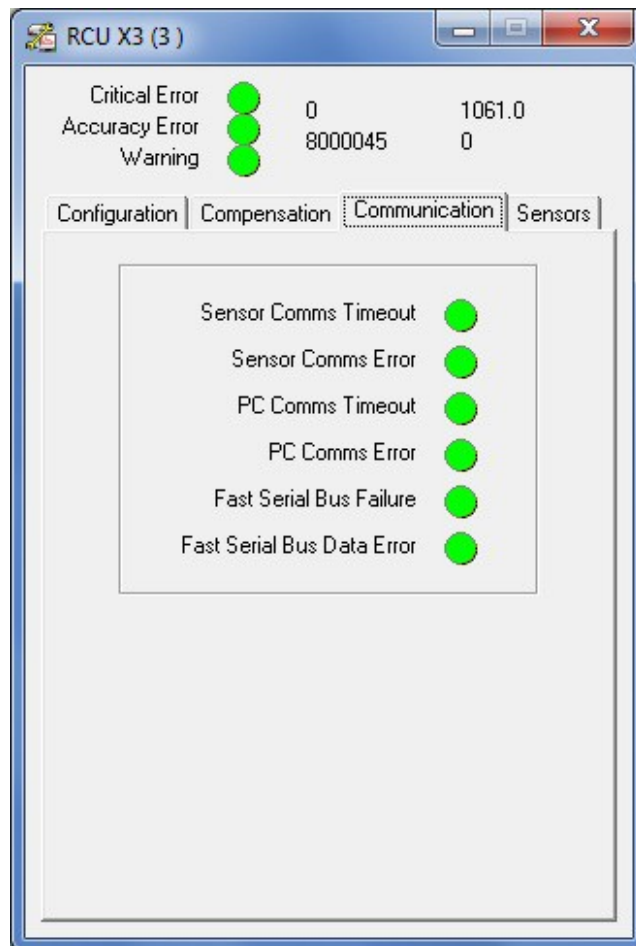 RCU X3 (3 )
Critical Error
Accuracy Error
Warning
0 1061.0
8000045 0
Configuration Compensation Communication Sensors
Sensor Comms Timeout
Sensor Comms Error
PC Comms Timeout
PC Comms Error
Fast Serial Bus Failure
Fast Serial Bus Data Error